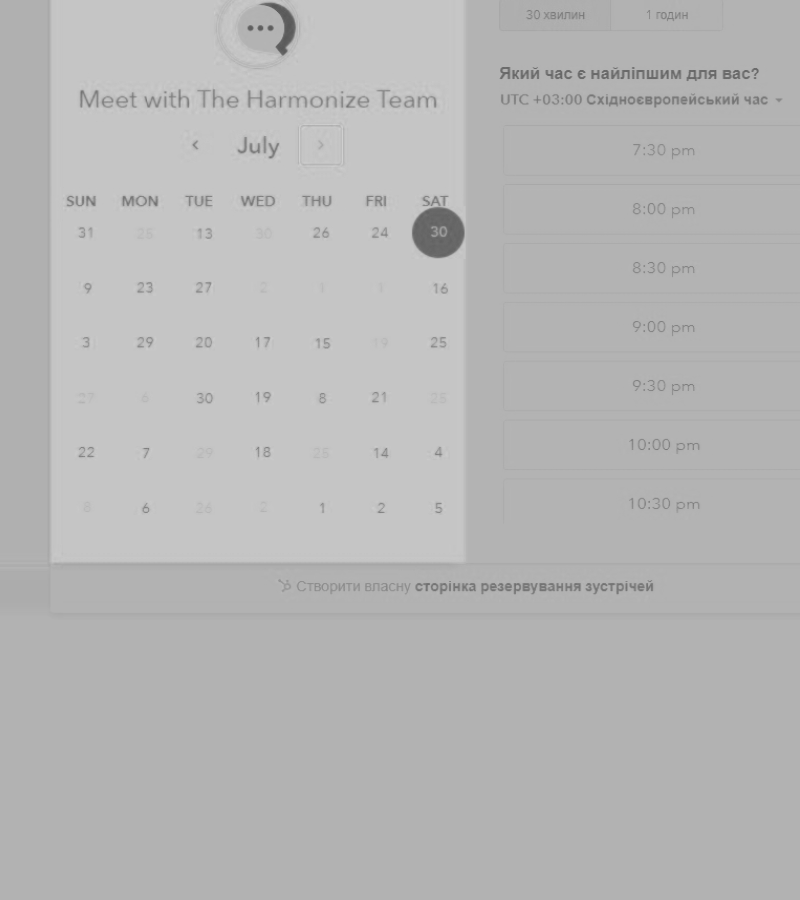 30 хвилин 1 годин
Meet with The Harmonize Team
July
SUN MON TUE WED THU FRI SAT
31 25 13 30 26 24 30
9 23 27 2 1 1 16
3 29 20 17 15 19 25
27 6 30 19 8 21 25
22 7 29 18 25 14 4
8 6 26 2 1 2 5
Який час є найліпшим для вас?
UTC +03:00 Східноєвропейський час
7:30 pm
8:00 pm
8:30 pm
9:00 pm
9:30 pm
10:00 pm
10:30 pm
Створити власну сторінка резервування зустрічей